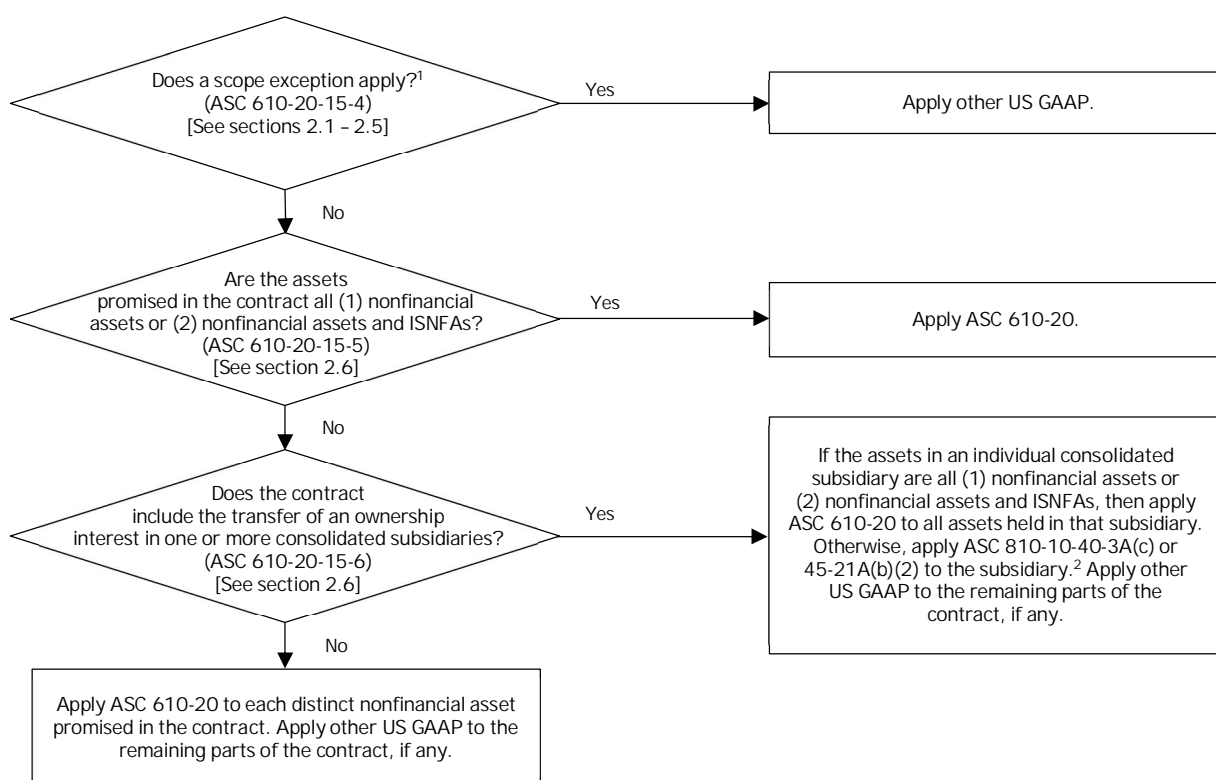 Does a scope exception apply?¹
(ASC 610-20-15-4)
[See sections 2.1 – 2.5]
Yes
Apply other US GAAP.
No
Are the assets
promised in the contract all (1) nonfinancial
assets or (2) nonfinancial assets and ISNFAs?
(ASC 610-20-15-5)
[See section 2.6]
Yes
Apply ASC 610-20.
No
Does the contract
include the transfer of an ownership
interest in one or more consolidated subsidiaries?
(ASC 610-20-15-6)
[See section 2.6]
Yes
If the assets in an individual consolidated
subsidiary are all (1) nonfinancial assets or
(2) nonfinancial assets and ISNFAs, then apply
ASC 610-20 to all assets held in that subsidiary.
Otherwise, apply ASC 810-10-40-3A(c) or
45-21A(b)(2) to the subsidiary.² Apply other
US GAAP to the remaining parts of the
contract, if any.
No
Apply ASC 610-20 to each distinct nonfinancial asset
promised in the contract. Apply other US GAAP to the
remaining parts of the contract, if any.